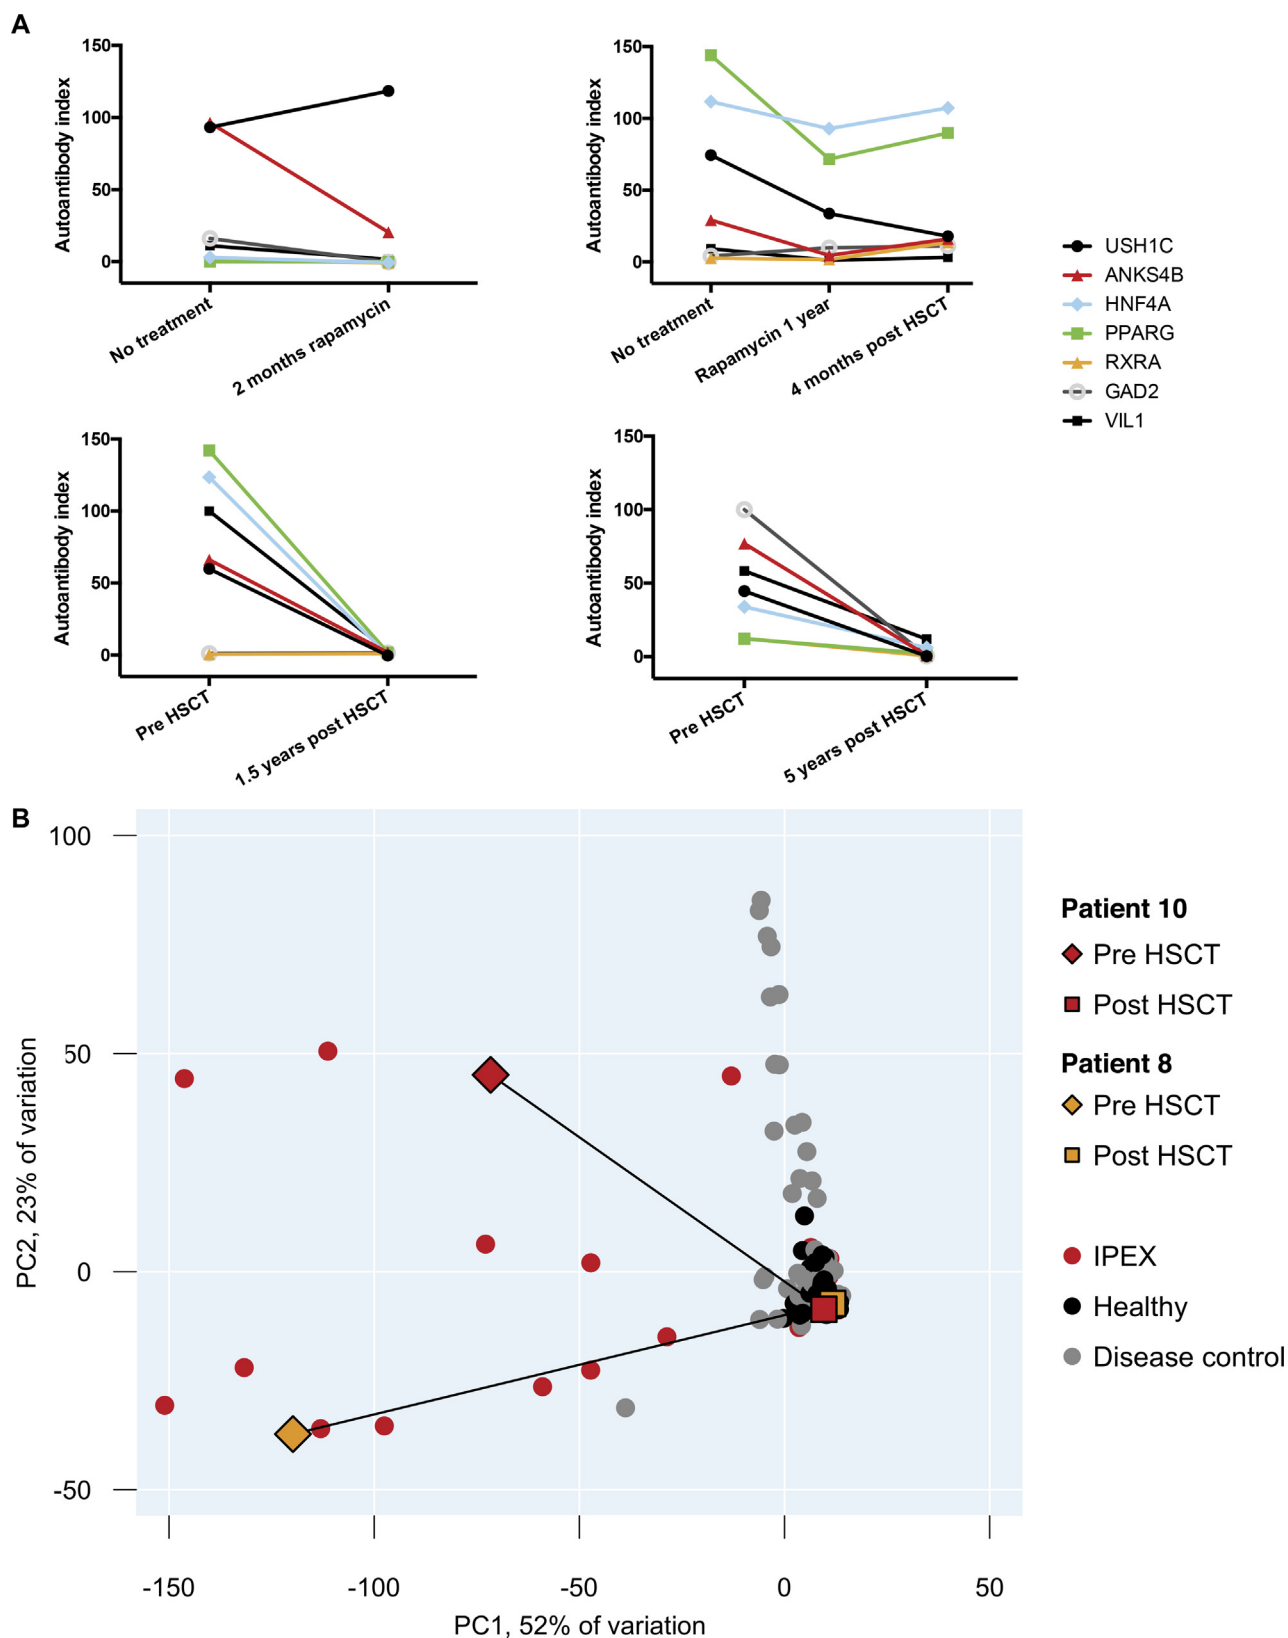 A
150
100
50
0
Autoantibody index
No treatment
2 months rapamycin
150
100
50
0
Autoantibody index
No treatment
Rapamycin 1 year
4 months post HSCT
USH1C
ANKS4B
HNF4A
PPARG
RXRA
GAD2
VIL1
150
100
50
0
Autoantibody index
Pre HSCT
1.5 years post HSCT
150
100
50
0
Autoantibody index
Pre HSCT
5 years post HSCT
B
100
50
0
-50
PC2, 23% of variation
-150
-100
-50
0
50
PC1, 52% of variation
Patient 10
Pre HSCT
Post HSCT
Patient 8
Pre HSCT
Post HSCT
IPEX
Healthy
Disease control